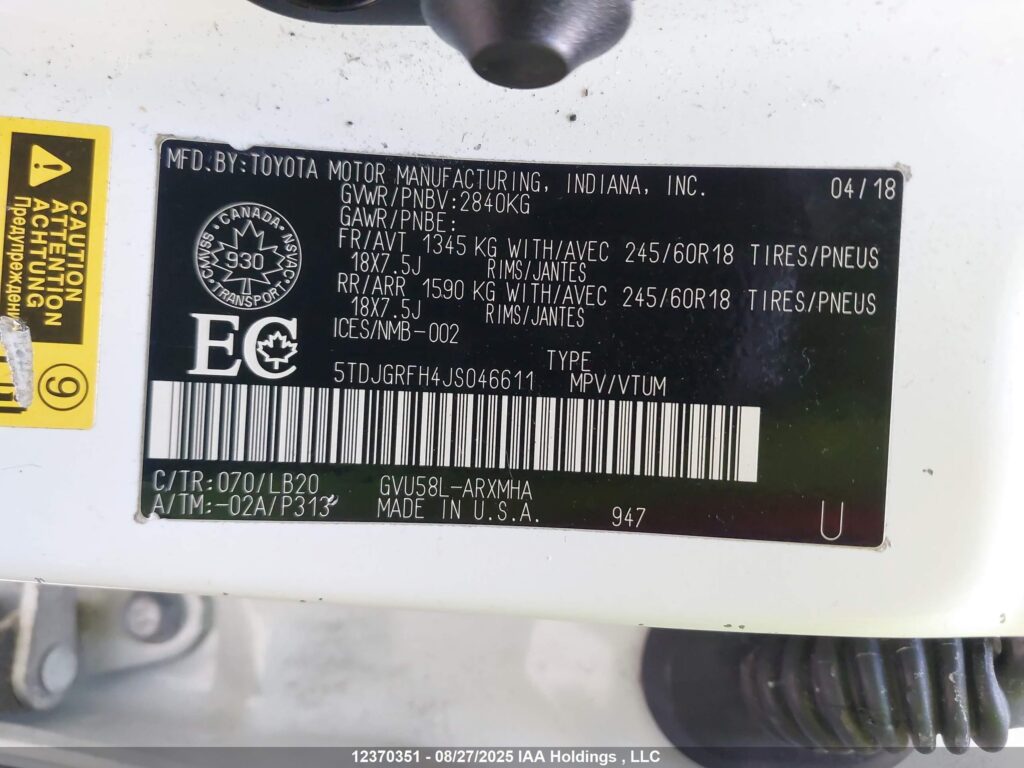 CAUTION
ATTENTION
ACHTUNG
9
MFD.BY:TOYOTA MOTOR MANUFACTURING, INDIANA, INC. 04/18
GVWR/PNBV:2840KG
GAWR/PNBE:
FR/AVT 1345 KG WITH/AVEC 245/60R18 TIRES/PNEUS
18X7.5J RIMS/JANTES
RR/ARR 1590 KG WITH/AVEC 245/60R18 TIRES/PNEUS
18X7.5J RIMS/JANTES
ICES/NMB-002
CANADA
CMVSS 930 NSVAC
TRANSPORT
EC
TYPE
5TDJGRFH4JS046611 MPV/VTUM
C/TR:070/LB20 GVU58L-ARXMHA
A/TM:-02A/P313 MADE IN U.S.A. 947 U
12370351 - 08/27/2025 IAA Holdings , LLC